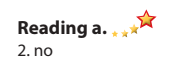 Reading a.
2. no